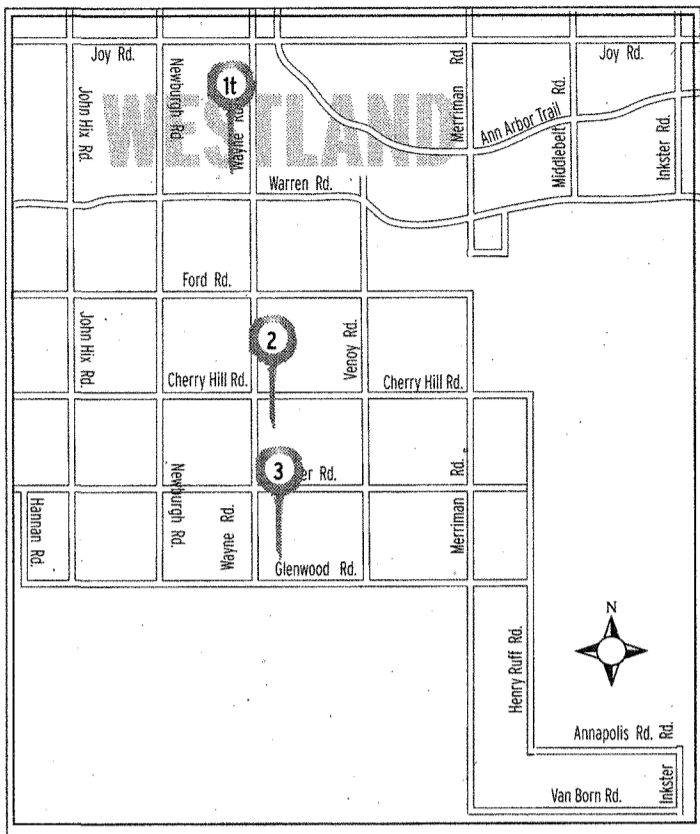 Joy Rd.
Joy Rd.
John Hix Rd.
Newburgh Rd.
1t
Wayne Rd.
WESTLAND
Merriman Rd.
Ann Arbor Trail
Middlebelt Rd.
Inkster Rd.
Warren Rd.
Ford Rd.
John Hix Rd.
2
Venoy Rd.
Cherry Hill Rd.
Cherry Hill Rd.
3
er Rd.
Hannan Rd.
Newburgh Rd.
Wayne Rd.
Merriman Rd.
Glenwood Rd.
N
Henry Ruff Rd.
Annapolis Rd.
Inkster Rd.
Van Born Rd.